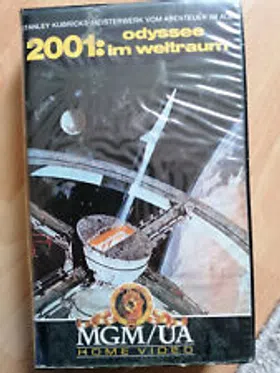 STANLEY KUBRICKS MEISTERWERK VOM ABENTEUER IM ALL
2001: odyssee
im weltraum
MGM/UA
HOME VIDEO